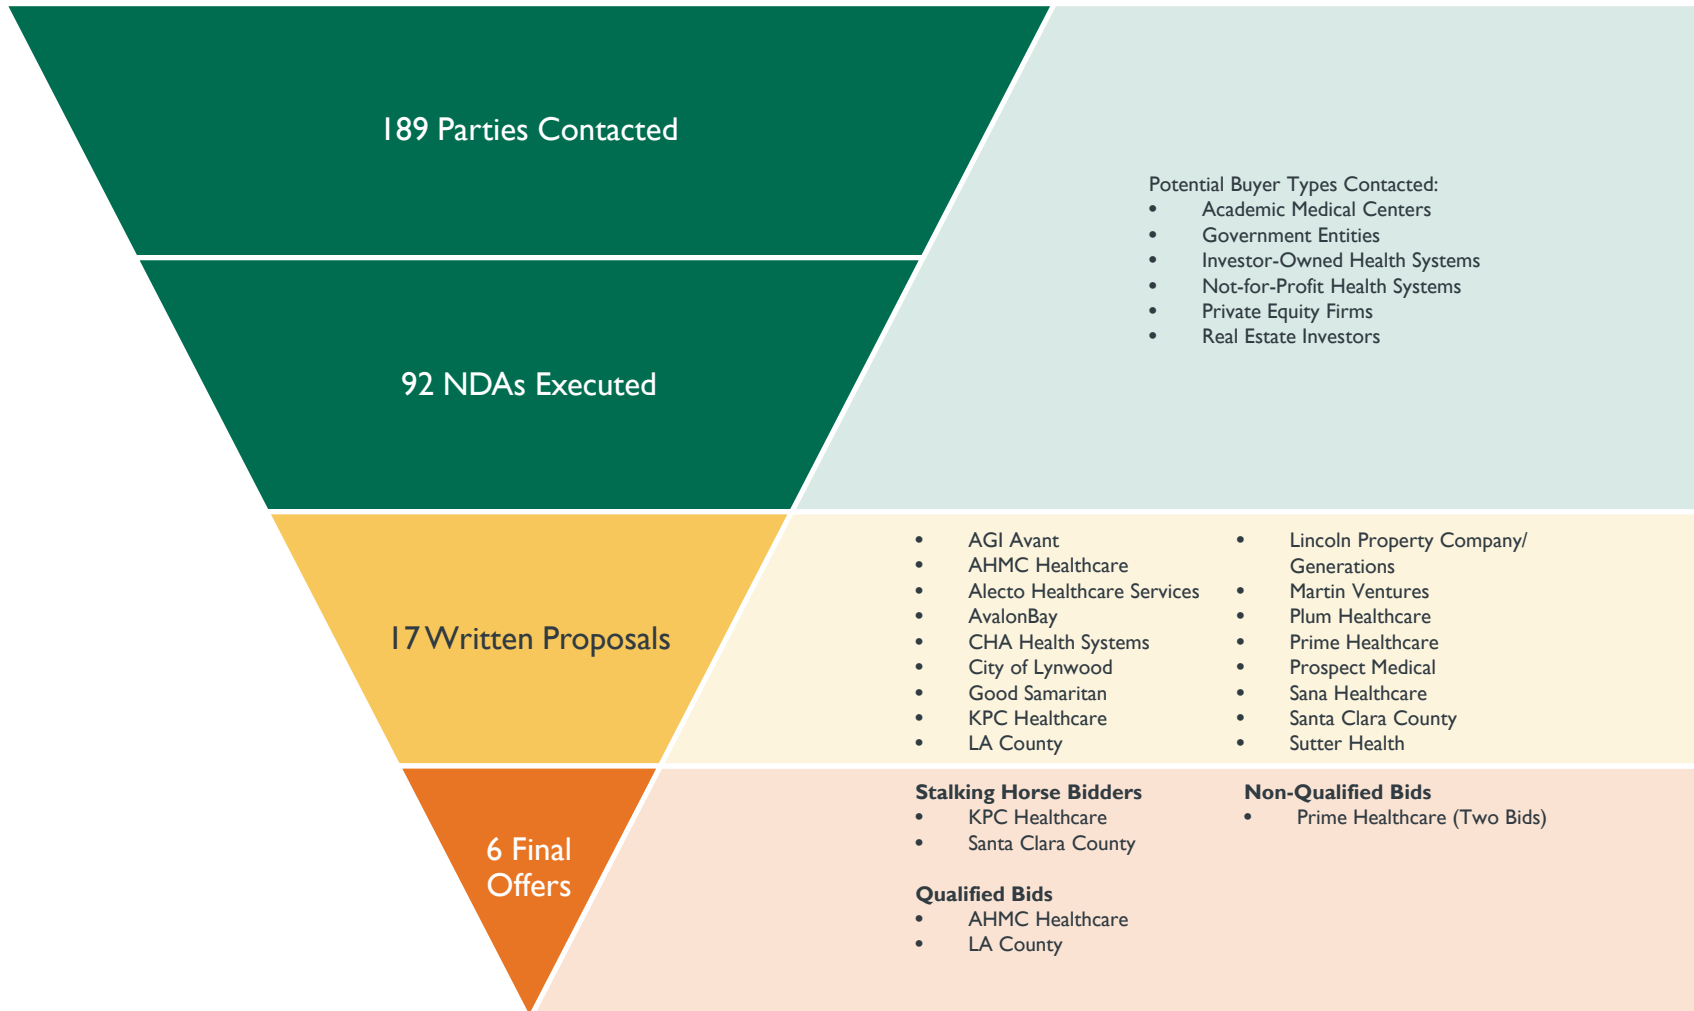 189 Parties Contacted
Potential Buyer Types Contacted:
• Academic Medical Centers
• Government Entities
• Investor-Owned Health Systems
• Not-for-Profit Health Systems
• Private Equity Firms
• Real Estate Investors
92 NDAs Executed
17 Written Proposals
• AGI Avant
• AHMC Healthcare
• Alecto Healthcare Services
• AvalonBay
• CHA Health Systems
• City of Lynwood
• Good Samaritan
• KPC Healthcare
• LA County
• Lincoln Property Company/
Generations
• Martin Ventures
• Plum Healthcare
• Prime Healthcare
• Prospect Medical
• Sana Healthcare
• Santa Clara County
• Sutter Health
6 Final
Offers
Stalking Horse Bidders
• KPC Healthcare
• Santa Clara County
Qualified Bids
• AHMC Healthcare
• LA County
Non-Qualified Bids
• Prime Healthcare (Two Bids)